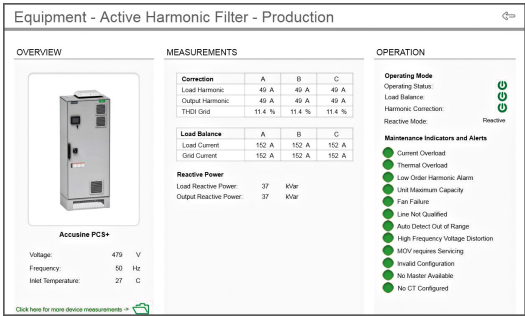 Equipment - Active Harmonic Filter - Production
OVERVIEW
Accusine PCS+
Voltage: 479 V
Frequency: 50 Hz
Inlet Temperature: 27 C
Click here for more device measurements ->
MEASUREMENTS
Correction A B C
Load Harmonic 49 A 49 A 49 A
Output Harmonic 49 A 49 A 49 A
THDI Grid 11.4 % 11.4 % 11.4 %
Load Balance A B C
Load Current 152 A 152 A 152 A
Grid Current 152 A 152 A 152 A
Reactive Power
Load Reactive Power: 37 kVar
Output Reactive Power: 37 kVar
OPERATION
Operating Mode
Operating Status:
Load Balance:
Harmonic Correction:
Reactive Mode: Reactive
Maintenance Indicators and Alerts
Current Overload
Thermal Overload
Low Order Harmonic Alarm
Unit Maximum Capacity
Fan Failure
Line Not Qualified
Auto Detect Out of Range
High Frequency Voltage Distortion
MOV requires Servicing
Invalid Configuration
No Master Available
No CT Configured